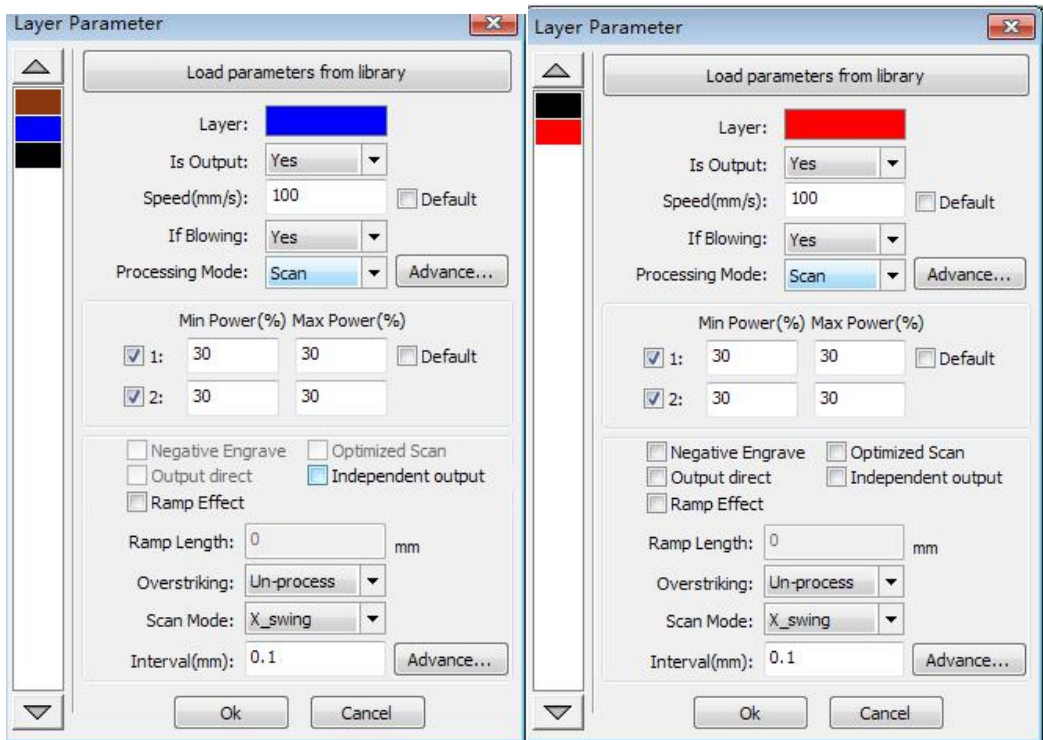 Layer Parameter
Load parameters from library
Layer:
Is Output: Yes
Speed(mm/s): 100 Default
If Blowing: Yes
Processing Mode: Scan Advance...
Min Power(%) Max Power(%)
1: 30 30 Default
2: 30 30
Negative Engrave Optimized Scan
Output direct Independent output
Ramp Effect
Ramp Length: 0 mm
Overstriking: Un-process
Scan Mode: X_swing
Interval(mm): 0.1 Advance...
Ok Cancel
Layer Parameter
Load parameters from library
Layer:
Is Output: Yes
Speed(mm/s): 100 Default
If Blowing: Yes
Processing Mode: Scan Advance...
Min Power(%) Max Power(%)
1: 30 30 Default
2: 30 30
Negative Engrave Optimized Scan
Output direct Independent output
Ramp Effect
Ramp Length: 0 mm
Overstriking: Un-process
Scan Mode: X_swing
Interval(mm): 0.1 Advance...
Ok Cancel